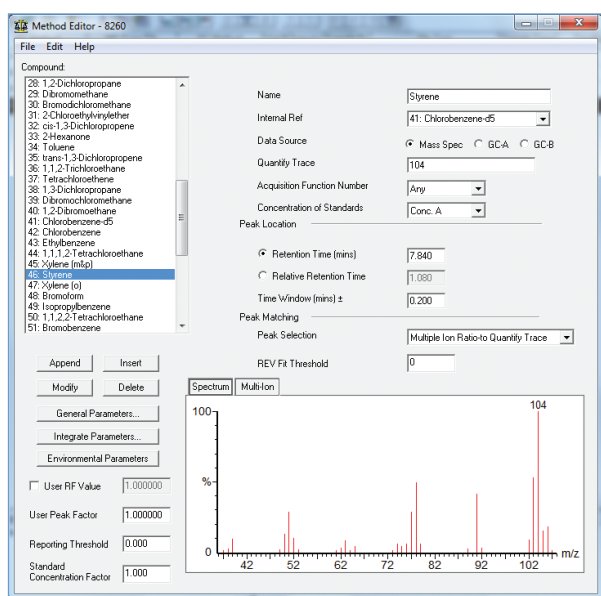 Method Editor - 8260
File Edit Help
Compound:
28: 1,2-Dichloropropane
29: Dibromomethane
30: Bromodichloromethane
31: 2-Chloroethylvinylether
32: cis-1,3-Dichloropropene
33: 2-Hexanone
34: Toluene
35: trans-1,3-Dichloropropene
36: 1,1,2-Trichloroethane
37: Tetrachloroethene
38: 1,3-Dichloropropane
39: Dibromochloromethane
40: 1,2-Dibromoethane
41: Chlorobenzene-d5
42: Chlorobenzene
43: Ethylbenzene
44: 1,1,1,2-Tetrachloroethane
45: Xylene (m&p)
46: Styrene
47: Xylene (o)
48: Bromoform
49: Isopropylbenzene
50: 1,1,2,2-Tetrachloroethane
51: Bromobenzene
Name Styrene
Internal Ref 41: Chlorobenzene-d5
Data Source Mass Spec GC-A GC-B
Quantify Trace 104
Acquisition Function Number Any
Concentration of Standards Conc. A
Peak Location
Retention Time (mins) 7.840
Relative Retention Time 1.080
Time Window (mins) ± 0.200
Peak Matching
Peak Selection Multiple Ion Ratio-to Quantify Trace
REV Fit Threshold 0
Append Insert
Modify Delete
General Parameters...
Integrate Parameters...
Environmental Parameters
User RF Value 1.000000
User Peak Factor 1.000000
Reporting Threshold 0.000
Standard
Concentration Factor 1.000
Spectrum Multi-Ion
104
100
%
0
42 52 62 72 82 92 102 m/z